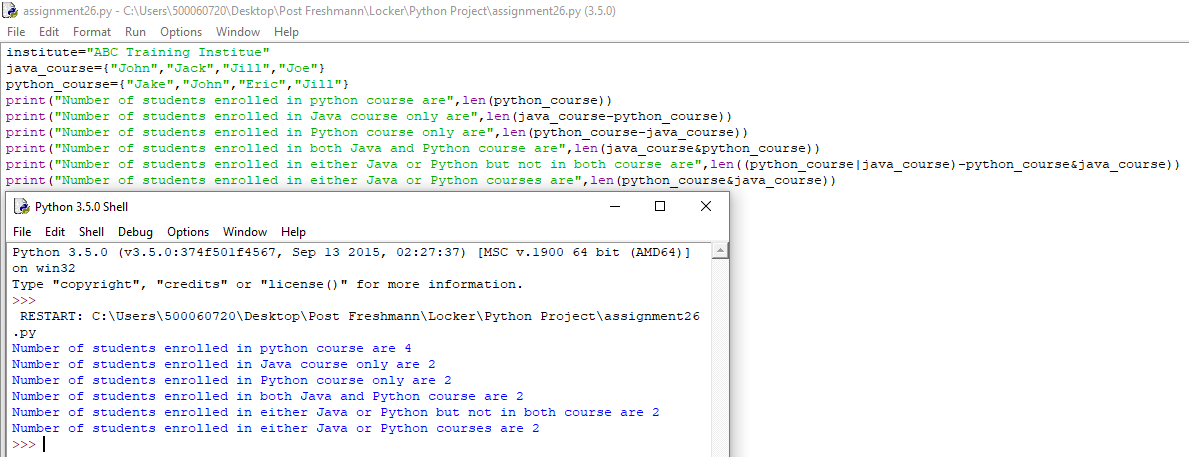 assignment26.py - C:\Users\500060720\Desktop\Post Freshmann\Locker\Python Project\assignment26.py (3.5.0)
File Edit Format Run Options Window Help
institute="ABC Training Institue"
java_course={"John","Jack","Jill","Joe"}
python_course={"Jake","John","Eric","Jill"}
print("Number of students enrolled in python course are",len(python_course))
print("Number of students enrolled in Java course only are",len(java_course-python_course))
print("Number of students enrolled in Python course only are",len(python_course-java_course))
print("Number of students enrolled in both Java and Python course are",len(java_course&python_course))
print("Number of students enrolled in either Java or Python but not in both course are",len((python_course|java_course)-python_course&java_course))
print("Number of students enrolled in either Java or Python courses are",len(python_course&java_course))
Python 3.5.0 Shell
File Edit Shell Debug Options Window Help
Python 3.5.0 (v3.5.0:374f501f4567, Sep 13 2015, 02:27:37) [MSC v.1900 64 bit (AMD64)]
on win32
Type "copyright", "credits" or "license()" for more information.
>>>
RESTART: C:\Users\500060720\Desktop\Post Freshmann\Locker\Python Project\assignment26
.py
Number of students enrolled in python course are 4
Number of students enrolled in Java course only are 2
Number of students enrolled in Python course only are 2
Number of students enrolled in both Java and Python course are 2
Number of students enrolled in either Java or Python but not in both course are 2
Number of students enrolled in either Java or Python courses are 2
>>>